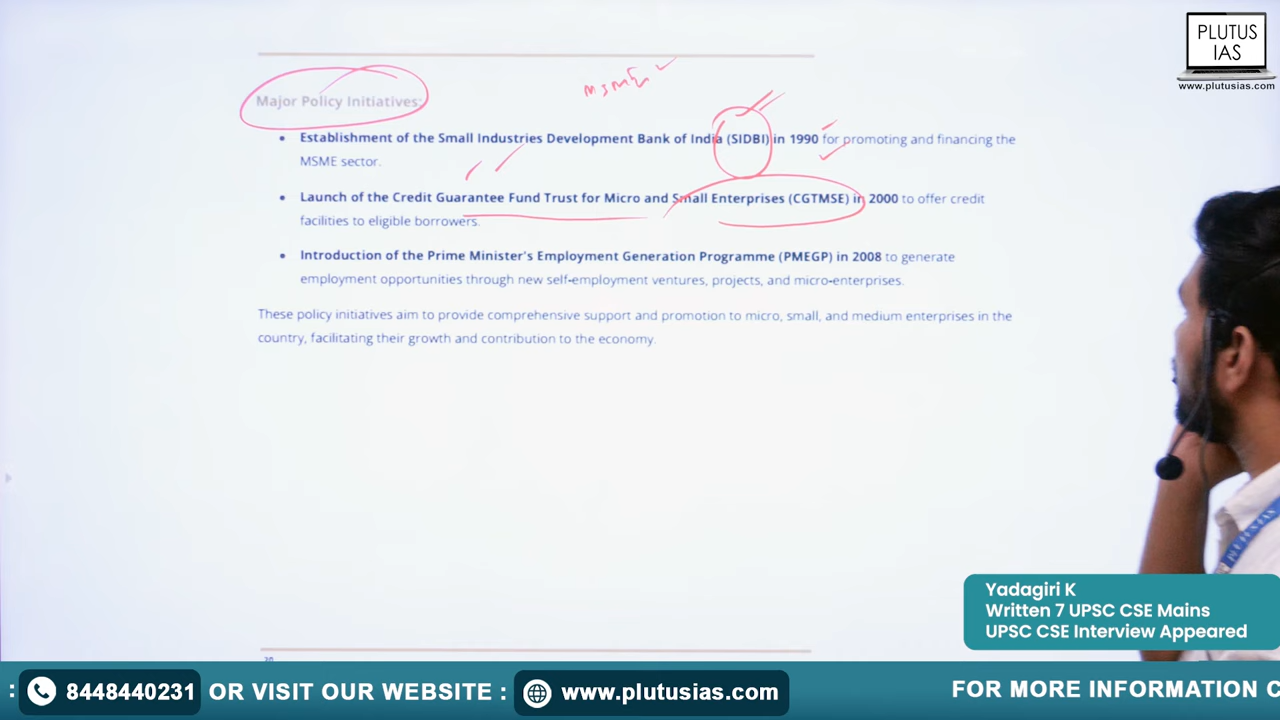 PLUTUS
IAS
www.plutusias.com
MSME
Major Policy Initiatives:
• Establishment of the Small Industries Development Bank of India (SIDBI) in 1990 for promoting and financing the
MSME sector.
• Launch of the Credit Guarantee Fund Trust for Micro and Small Enterprises (CGTMSE) in 2000 to offer credit
facilities to eligible borrowers.
• Introduction of the Prime Minister's Employment Generation Programme (PMEGP) in 2008 to generate
employment opportunities through new self-employment ventures, projects, and micro-enterprises.
These policy initiatives aim to provide comprehensive support and promotion to micro, small, and medium enterprises in the
country, facilitating their growth and contribution to the economy.
Yadagiri K
Written 7 UPSC CSE Mains
UPSC CSE Interview Appeared
: 8448440231 OR VISIT OUR WEBSITE : www.plutusias.com FOR MORE INFORMATION C